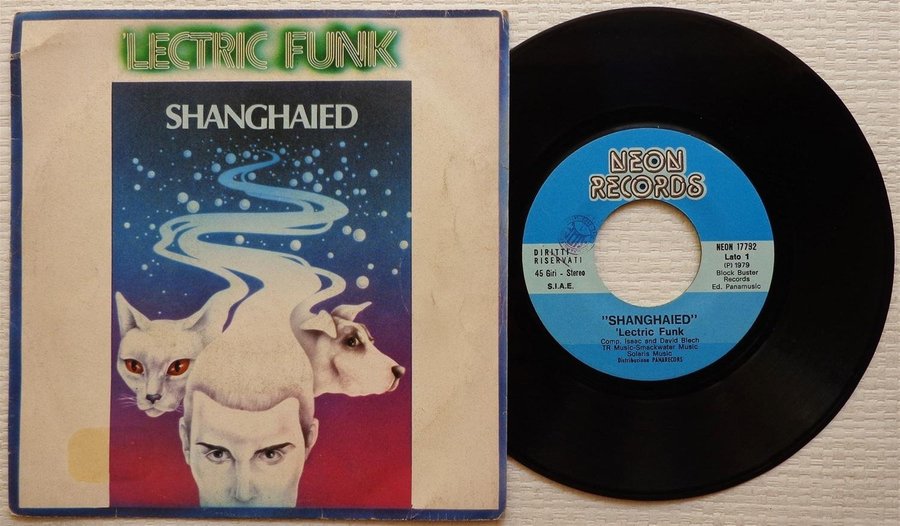 'LECTRIC FUNK
SHANGHAIED
NEON
RECORDS
DIRITTI
RISERVATI
45 Giri - Stereo
S.I.A.E.
NEON 17792
Lato 1
(P) 1979
Block Buster
Records
Ed. Panamusic
"SHANGHAIED"
'Lectric Funk
Comp. Isaac and David Blech
TR Music-Smackwater Music
Solaris Music
Distribuzione PANARECORS